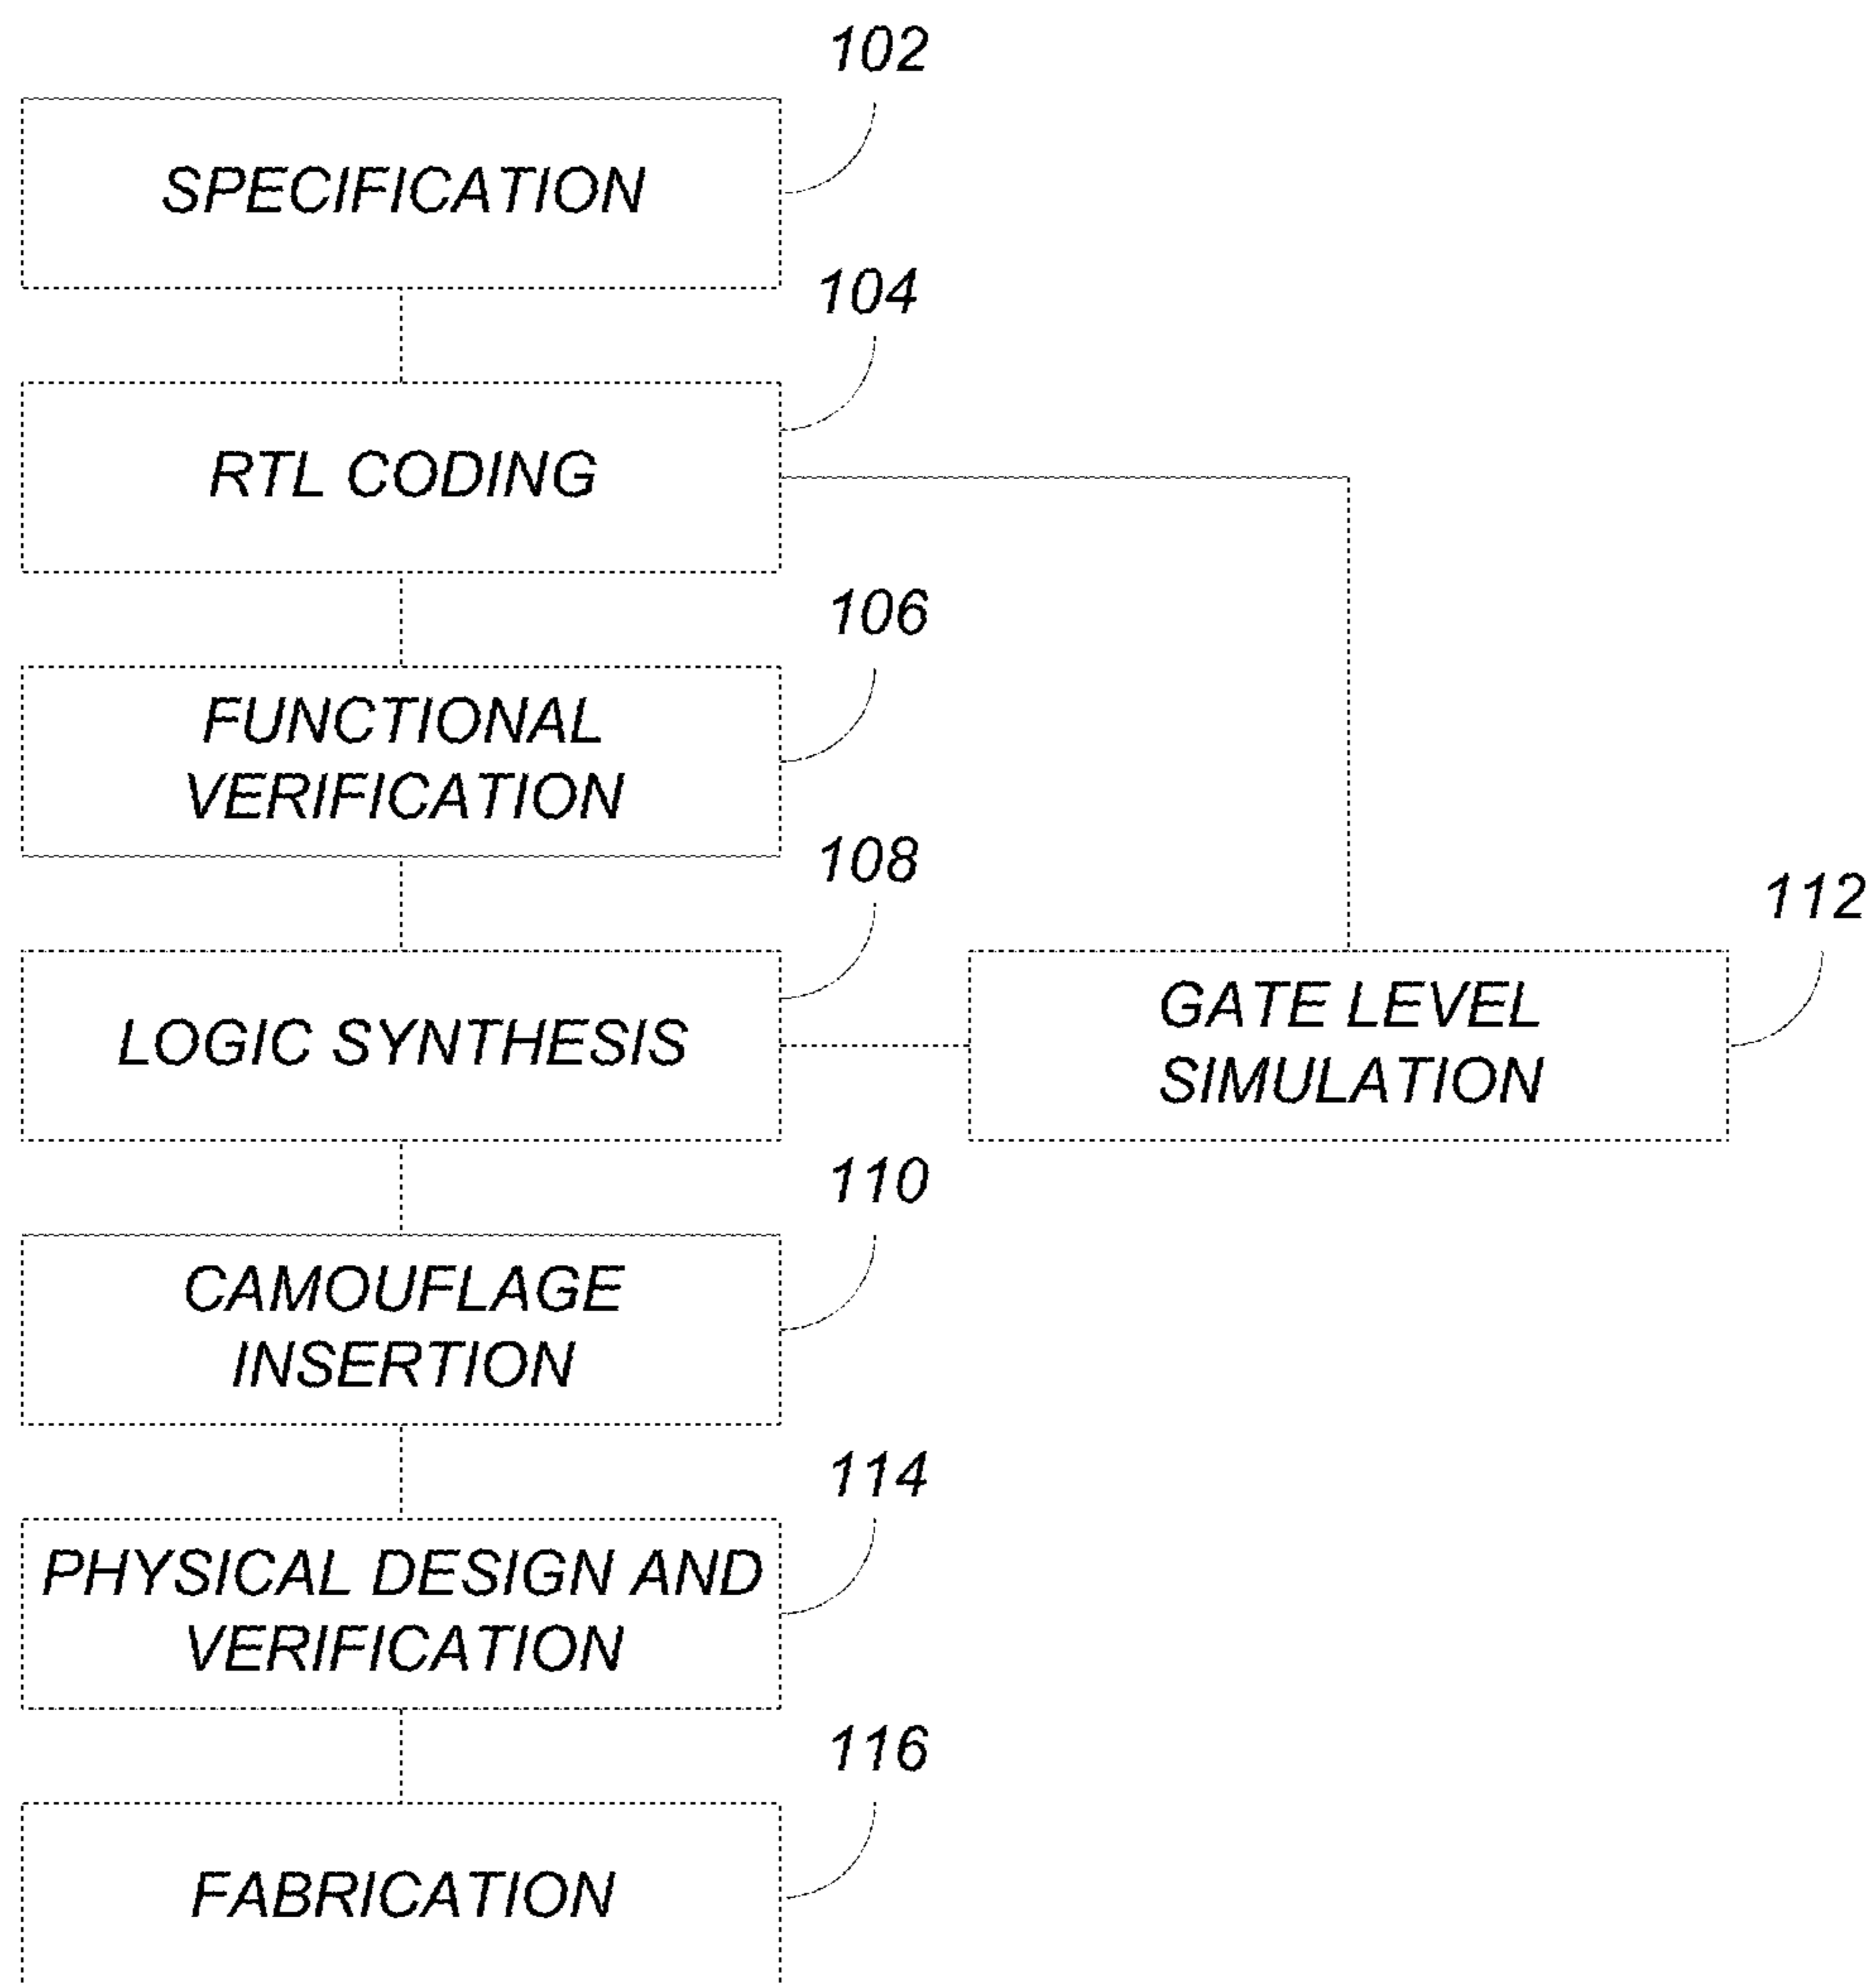 102
SPECIFICATION
104
RTL CODING
106
FUNCTIONAL
VERIFICATION
108
LOGIC SYNTHESIS
112
GATE LEVEL
SIMULATION
110
CAMOUFLAGE
INSERTION
114
PHYSICAL DESIGN AND
VERIFICATION
116
FABRICATION